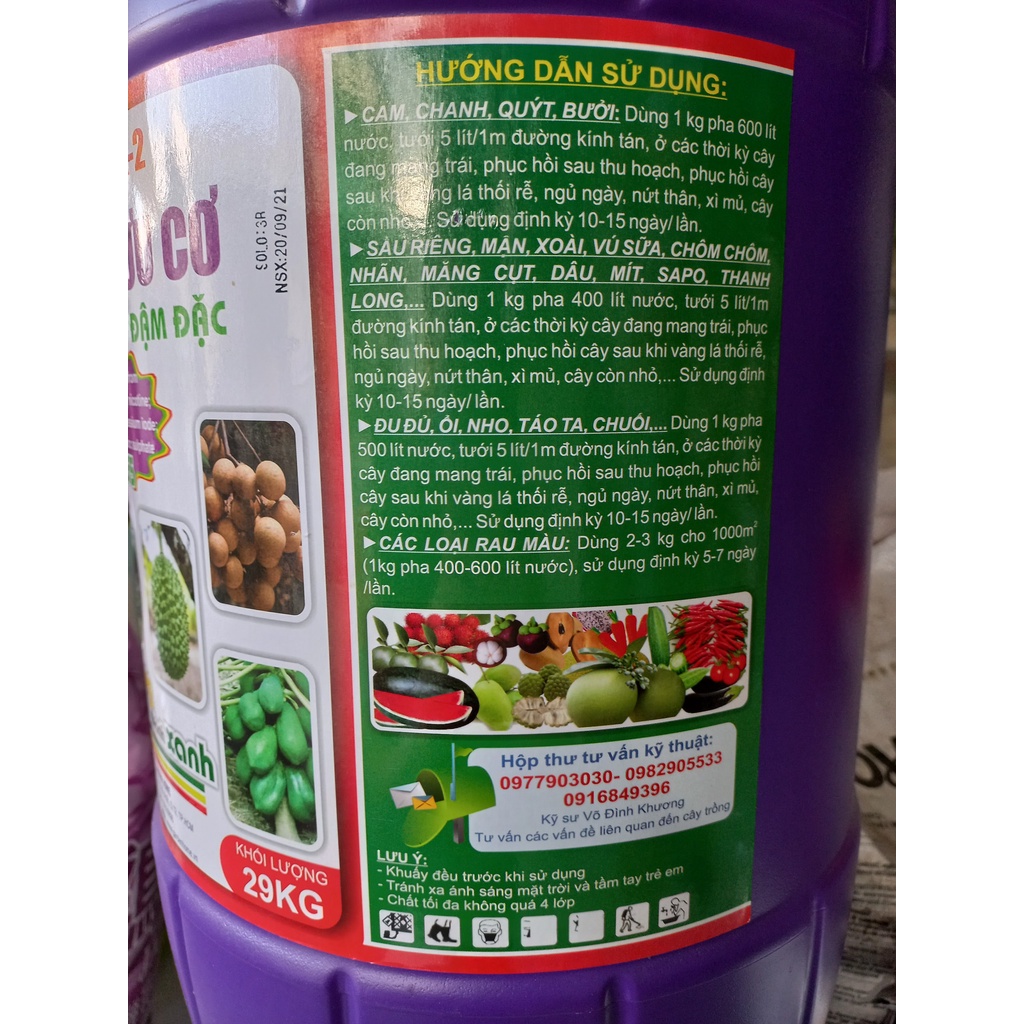 HƯỚNG DẪN SỬ DỤNG:
►CAM, CHANH, QUÝT, BƯỞI: Dùng 1 kg pha 600 lít
nước, tưới 5 lít/1m đường kính tán, ở các thời kỳ cây
đang mang trái, phục hồi sau thu hoạch, phục hồi cây
sau khi vàng lá thối rễ, ngủ ngày, nứt thân, xì mủ, cây
còn nhỏ,... Sử dụng định kỳ 10-15 ngày/ lần.
►SẦU RIÊNG, MẬN, XOÀI, VÚ SỮA, CHÔM CHÔM,
NHÃN, MĂNG CỤT, DÂU, MÍT, SAPO, THANH
LONG,... Dùng 1 kg pha 400 lít nước, tưới 5 lít/1m
đường kính tán, ở các thời kỳ cây đang mang trái, phục
hồi sau thu hoạch, phục hồi cây sau khi vàng lá thối rễ,
ngủ ngày, nứt thân, xì mủ, cây còn nhỏ,... Sử dụng định
kỳ 10-15 ngày/ lần.
►ĐU ĐỦ, ỔI, NHO, TÁO TA, CHUỐI,... Dùng 1 kg pha
500 lít nước, tưới 5 lít/1m đường kính tán, ở các thời kỳ
cây đang mang trái, phục hồi sau thu hoạch, phục hồi
cây sau khi vàng lá thối rễ, ngủ ngày, nứt thân, xì mủ,
cây còn nhỏ,... Sử dụng định kỳ 10-15 ngày/ lần.
►CÁC LOẠI RAU MÀU: Dùng 2-3 kg cho 1000m²
(1kg pha 400-600 lít nước), sử dụng định kỳ 5-7 ngày
/lần.
Hộp thư tư vấn kỹ thuật:
0977903030- 0982905533
0916849396
Kỹ sư Võ Đình Khương
Tư vấn các vấn đề liên quan đến cây trồng
LƯU Ý:
- Khuấy đều trước khi sử dụng
- Tránh xa ánh sáng mặt trời và tầm tay trẻ em
- Chất tối đa không quá 4 lớp
-2
CƠ
ĐẬM ĐẶC
NSX:20/09/21
xanh
KHỐI LƯỢNG
29KG